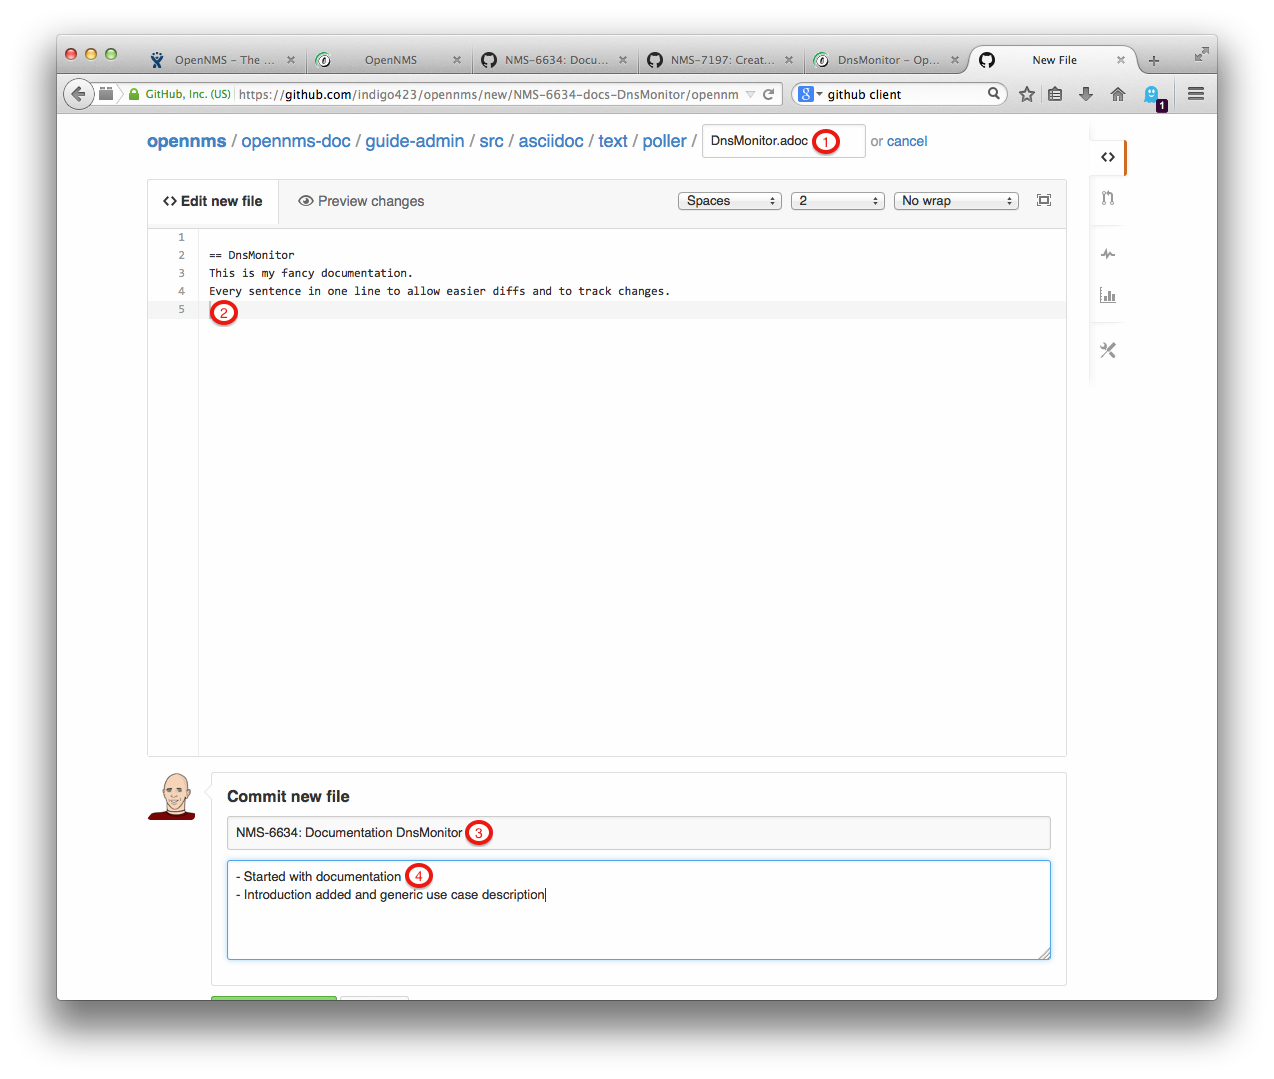 OpenNMS – The ...
OpenNMS
NMS-6634: Docu...
NMS-7197: Creat...
DnsMonitor – Op...
New File
GitHub, Inc. (US)
https://github.com/indigo423/opennms/new/NMS-6634-docs-DnsMonitor/opennm
8
github client
1
opennms / opennms-doc / guide-admin / src / asciidoc / text / poller / DnsMonitor.adoc 1 or cancel
<> Edit new file
Preview changes
Spaces
2
No wrap
1
2 == DnsMonitor
3 This is my fancy documentation.
4 Every sentence in one line to allow easier diffs and to track changes.
5 2
Commit new file
NMS-6634: Documentation DnsMonitor 3
- Started with documentation 4
- Introduction added and generic use case description